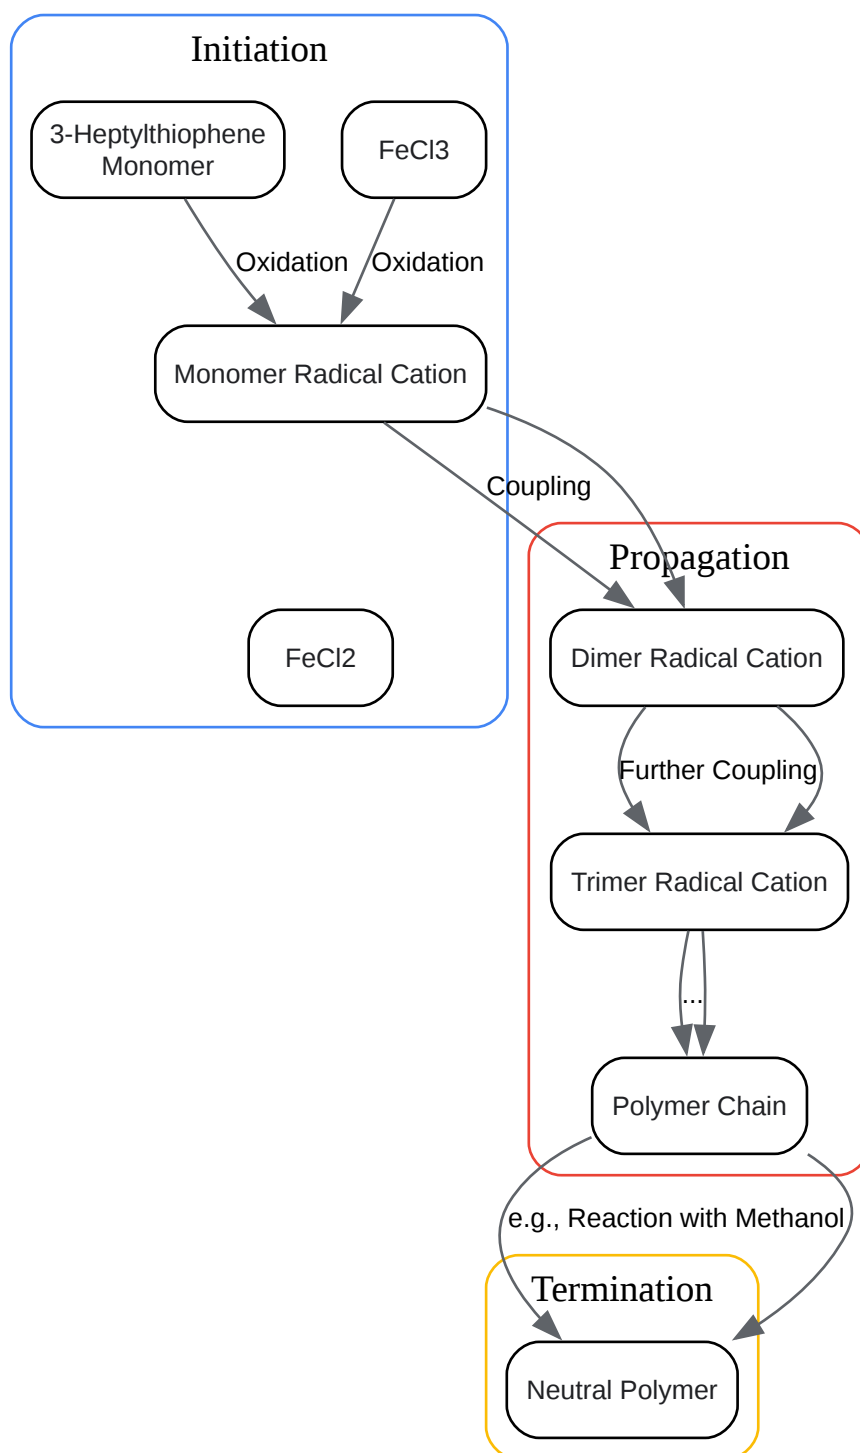 Initiation
3-Heptylthiophene
Monomer
FeCl3
Oxidation
Oxidation
Monomer Radical Cation
Coupling
Propagation
FeCl2
Dimer Radical Cation
Further Coupling
Trimer Radical Cation
...
Polymer Chain
e.g., Reaction with Methanol
Termination
Neutral Polymer